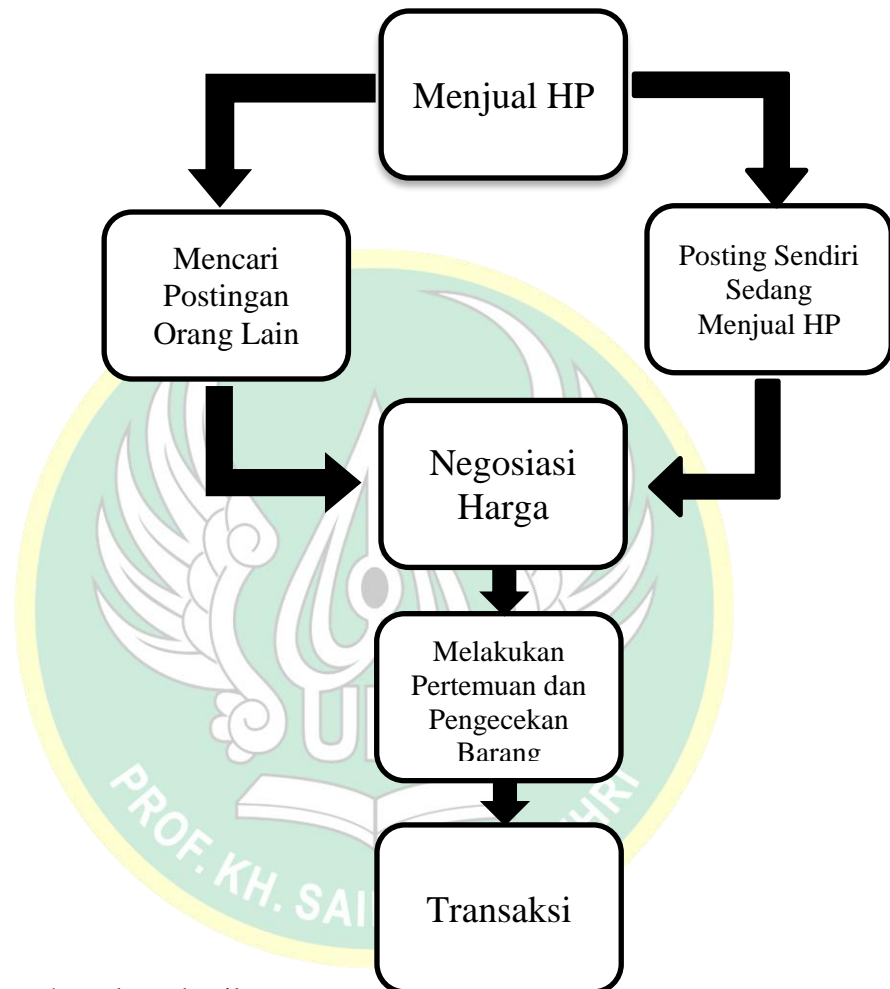 Menjual HP
Mencari
Postingan
Orang Lain
Posting Sendiri
Sedang
Menjual HP
Negosiasi
Harga
Melakukan
Pertemuan dan
Pengecekan
Barang
Transaksi
PROF. KH.